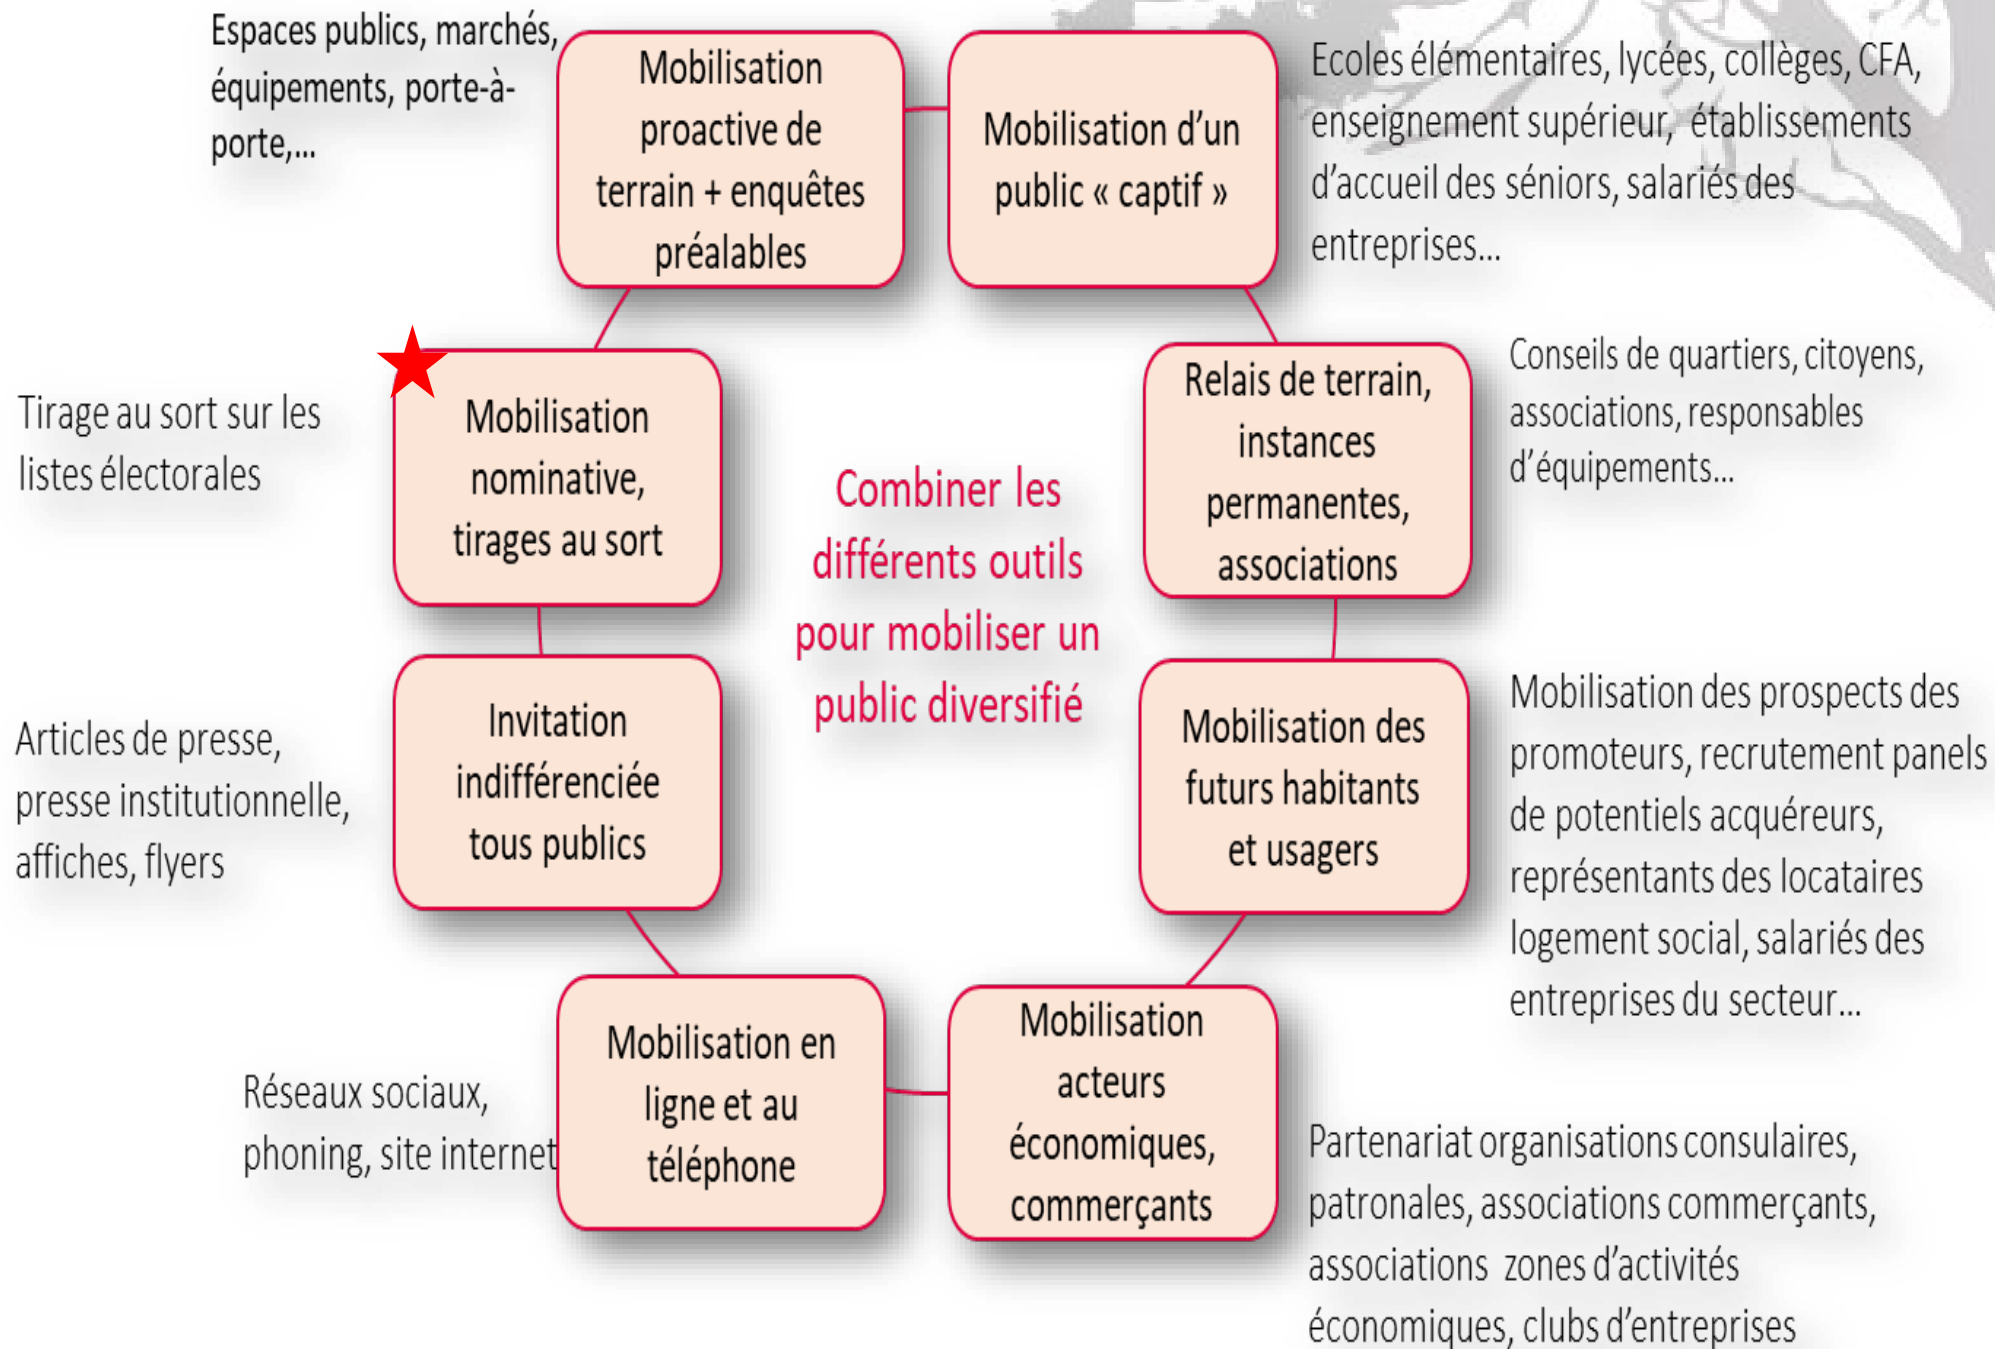 Espaces publics, marchés,
équipements, porte-à-
porte,...
Mobilisation
proactive de
terrain + enquêtes
préalables
Mobilisation d'un
public « captif »
Ecoles élémentaires, lycées, collèges, CFA,
enseignement supérieur, établissements
d'accueil des séniors, salariés des
entreprises...
Tirage au sort sur les
listes électorales
Mobilisation
nominative,
tirages au sort
Combiner les
différents outils
pour mobiliser un
public diversifié
Relais de terrain,
instances
permanentes,
associations
Conseils de quartiers, citoyens,
associations, responsables
d'équipements...
Articles de presse,
presse institutionnelle,
affiches, flyers
Invitation
indifférenciée
tous publics
Mobilisation des
futurs habitants
et usagers
Mobilisation des prospects des
promoteurs, recrutement panels
de potentiels acquéreurs,
représentants des locataires
logement social, salariés des
entreprises du secteur...
Réseaux sociaux,
phoning, site internet
Mobilisation en
ligne et au
téléphone
Mobilisation
acteurs
économiques,
commerçants
Partenariat organisations consulaires,
patronales, associations commerçants,
associations zones d'activités
économiques, clubs d'entreprises